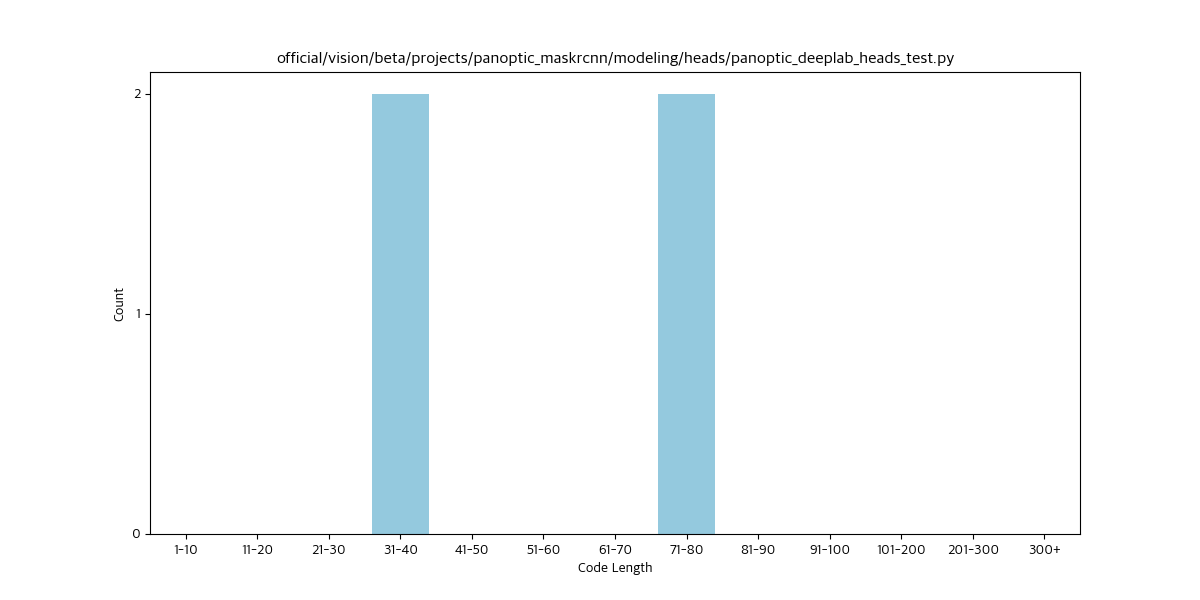 official/vision/beta/projects/panoptic_maskrcnn/modeling/heads/panoptic_deeplab_heads_test.py
2
1
0
Count
1-10 11-20 21-30 31-40 41-50 51-60 61-70 71-80 81-90 91-100 101-200 201-300 300+
Code Length